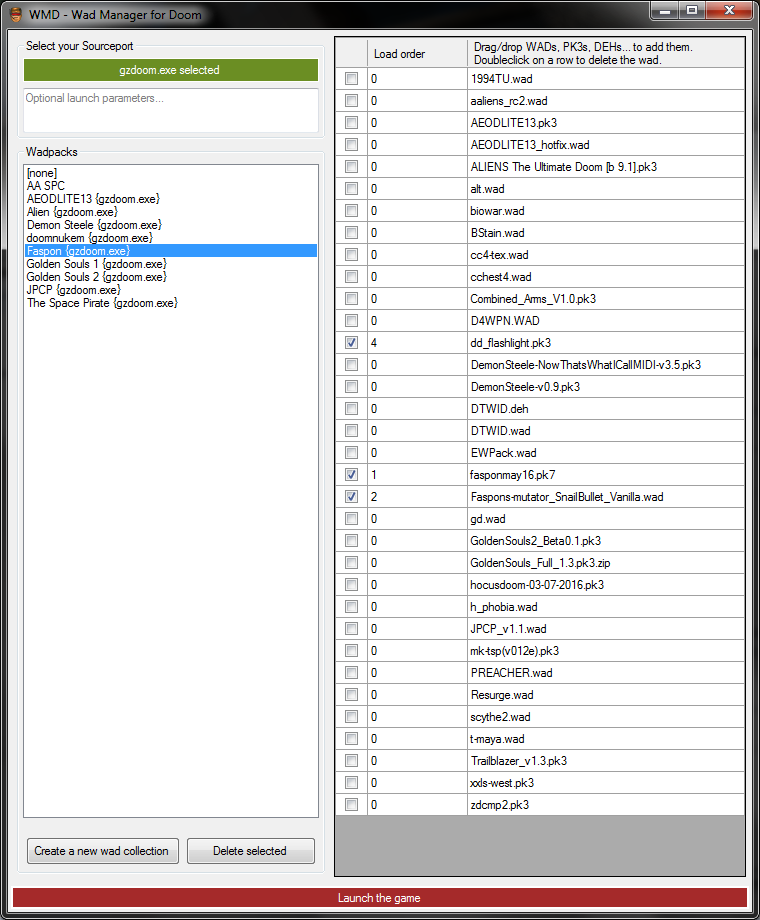 WMD - Wad Manager for Doom
Select your Sourceport
gzdoom.exe selected
Optional launch parameters...
Wadpacks
[none]
AA SPC
AEODLITE13 {gzdoom.exe}
Alien {gzdoom.exe}
Demon Steele {gzdoom.exe}
doomnukem {gzdoom.exe}
Faspon {gzdoom.exe}
Golden Souls 1 {gzdoom.exe}
Golden Souls 2 {gzdoom.exe}
JPCP {gzdoom.exe}
The Space Pirate {gzdoom.exe}
Create a new wad collection
Delete selected
Load order
Drag/drop WADs, PK3s, DEHs... to add them.
Doubleclick on a row to delete the wad.
0 1994TU.wad
0 aaliens_rc2.wad
0 AEODLITE13.pk3
0 AEODLITE13_hotfix.wad
0 ALIENS The Ultimate Doom [b 9.1].pk3
0 alt.wad
0 biowar.wad
0 BStain.wad
0 cc4-tex.wad
0 cchest4.wad
0 Combined_Arms_V1.0.pk3
0 D4WPN.WAD
4 dd_flashlight.pk3
0 DemonSteele-NowThatsWhatICallMIDI-v3.5.pk3
0 DemonSteele-v0.9.pk3
0 DTWID.deh
0 DTWID.wad
0 EWPack.wad
1 fasponmay16.pk7
2 Faspons-mutator_SnailBullet_Vanilla.wad
0 gd.wad
0 GoldenSouls2_Beta0.1.pk3
0 GoldenSouls_Full_1.3.pk3.zip
0 hocusdoom-03-07-2016.pk3
0 h_phobia.wad
0 JPCP_v1.1.wad
0 mk-tsp(v012e).pk3
0 PREACHER.wad
0 Resurge.wad
0 scythe2.wad
0 t-maya.wad
0 Trailblazer_v1.3.pk3
0 xxls-west.pk3
0 zdcmp2.pk3
Launch the game